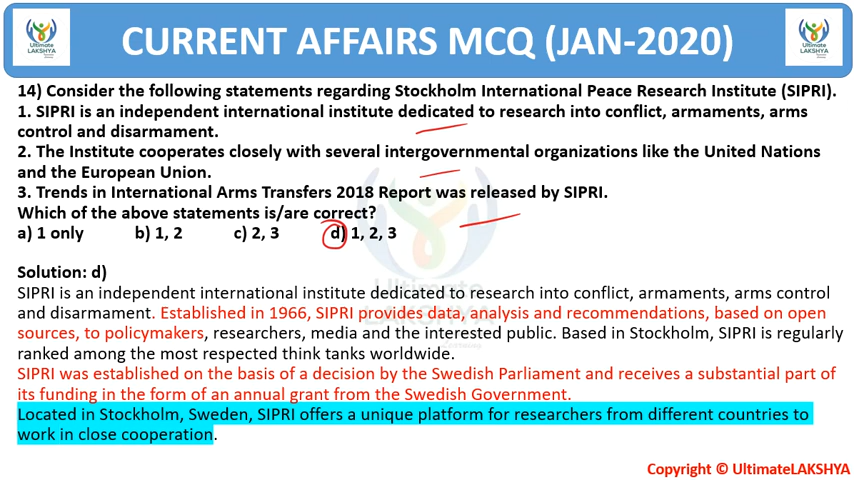 Ultimate
LAKSHYA
CURRENT AFFAIRS MCQ (JAN-2020)
Ultimate
LAKSHYA
14) Consider the following statements regarding Stockholm International Peace Research Institute (SIPRI).
1. SIPRI is an independent international institute dedicated to research into conflict, armaments, arms
control and disarmament.
2. The Institute cooperates closely with several intergovernmental organizations like the United Nations
and the European Union.
3. Trends in International Arms Transfers 2018 Report was released by SIPRI.
Which of the above statements is/are correct?
a) 1 only b) 1, 2 c) 2, 3 d) 1, 2, 3
Solution: d)
SIPRI is an independent international institute dedicated to research into conflict, armaments, arms control
and disarmament. Established in 1966, SIPRI provides data, analysis and recommendations, based on open
sources, to policymakers, researchers, media and the interested public. Based in Stockholm, SIPRI is regularly
ranked among the most respected think tanks worldwide.
SIPRI was established on the basis of a decision by the Swedish Parliament and receives a substantial part of
its funding in the form of an annual grant from the Swedish Government.
Located in Stockholm, Sweden, SIPRI offers a unique platform for researchers from different countries to
work in close cooperation.
Ultimate
LAKSHYA
Copyright © UltimateLAKSHYA